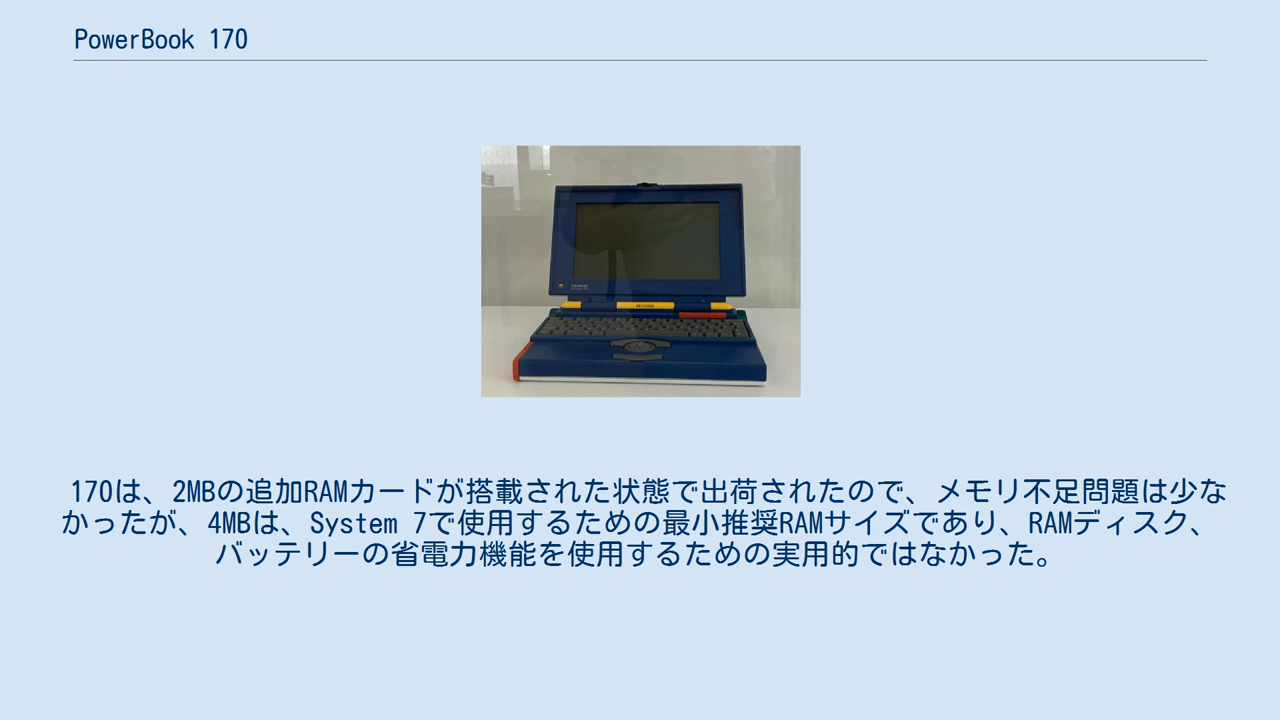 PowerBook 170
170は、2MBの追加RAMカードが搭載された状態で出荷されたので、メモリ不足問題は少な
かったが、4MBは、System 7で使用するための最小推奨RAMサイズであり、RAMディスク、
バッテリーの省電力機能を使用するための実用的ではなかった。